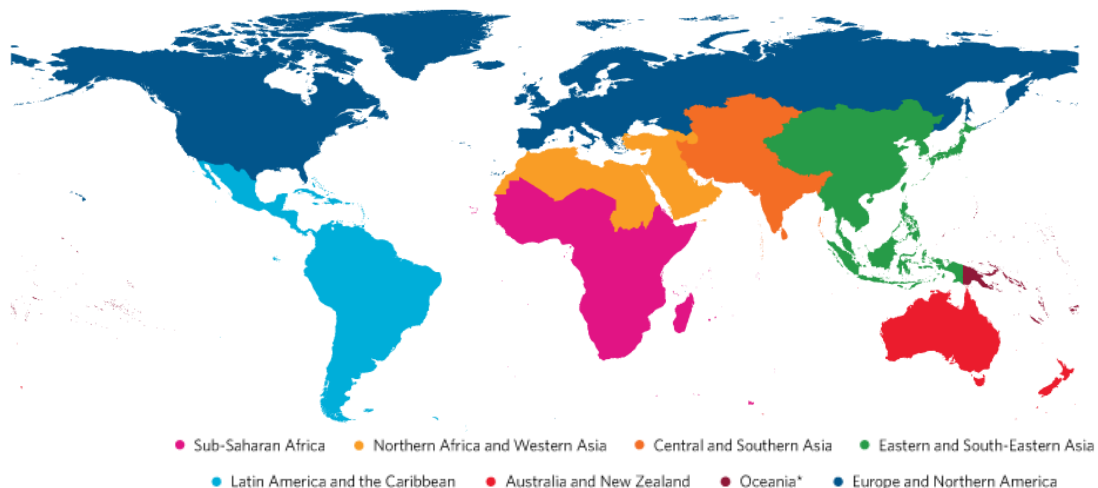 Sub-Saharan Africa Northern Africa and Western Asia Central and Southern Asia Eastern and South-Eastern Asia
Latin America and the Caribbean Australia and New Zealand Oceania* Europe and Northern America